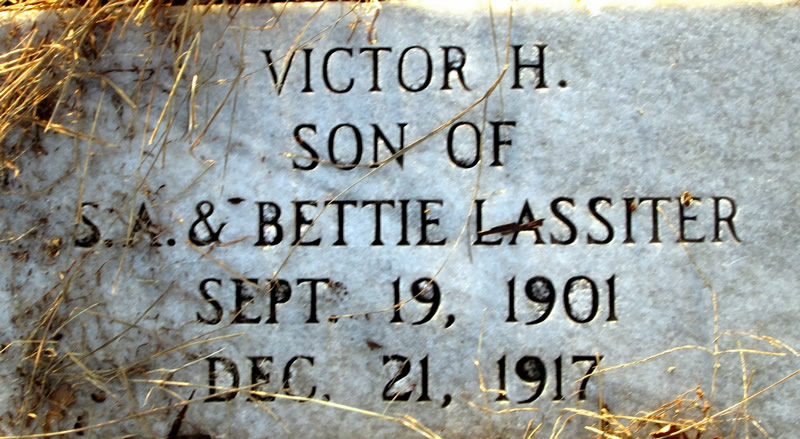 VICTOR H.
SON OF
S. A. & BETTIE LASSITER
SEPT. 19, 1901
DEC. 21, 1917